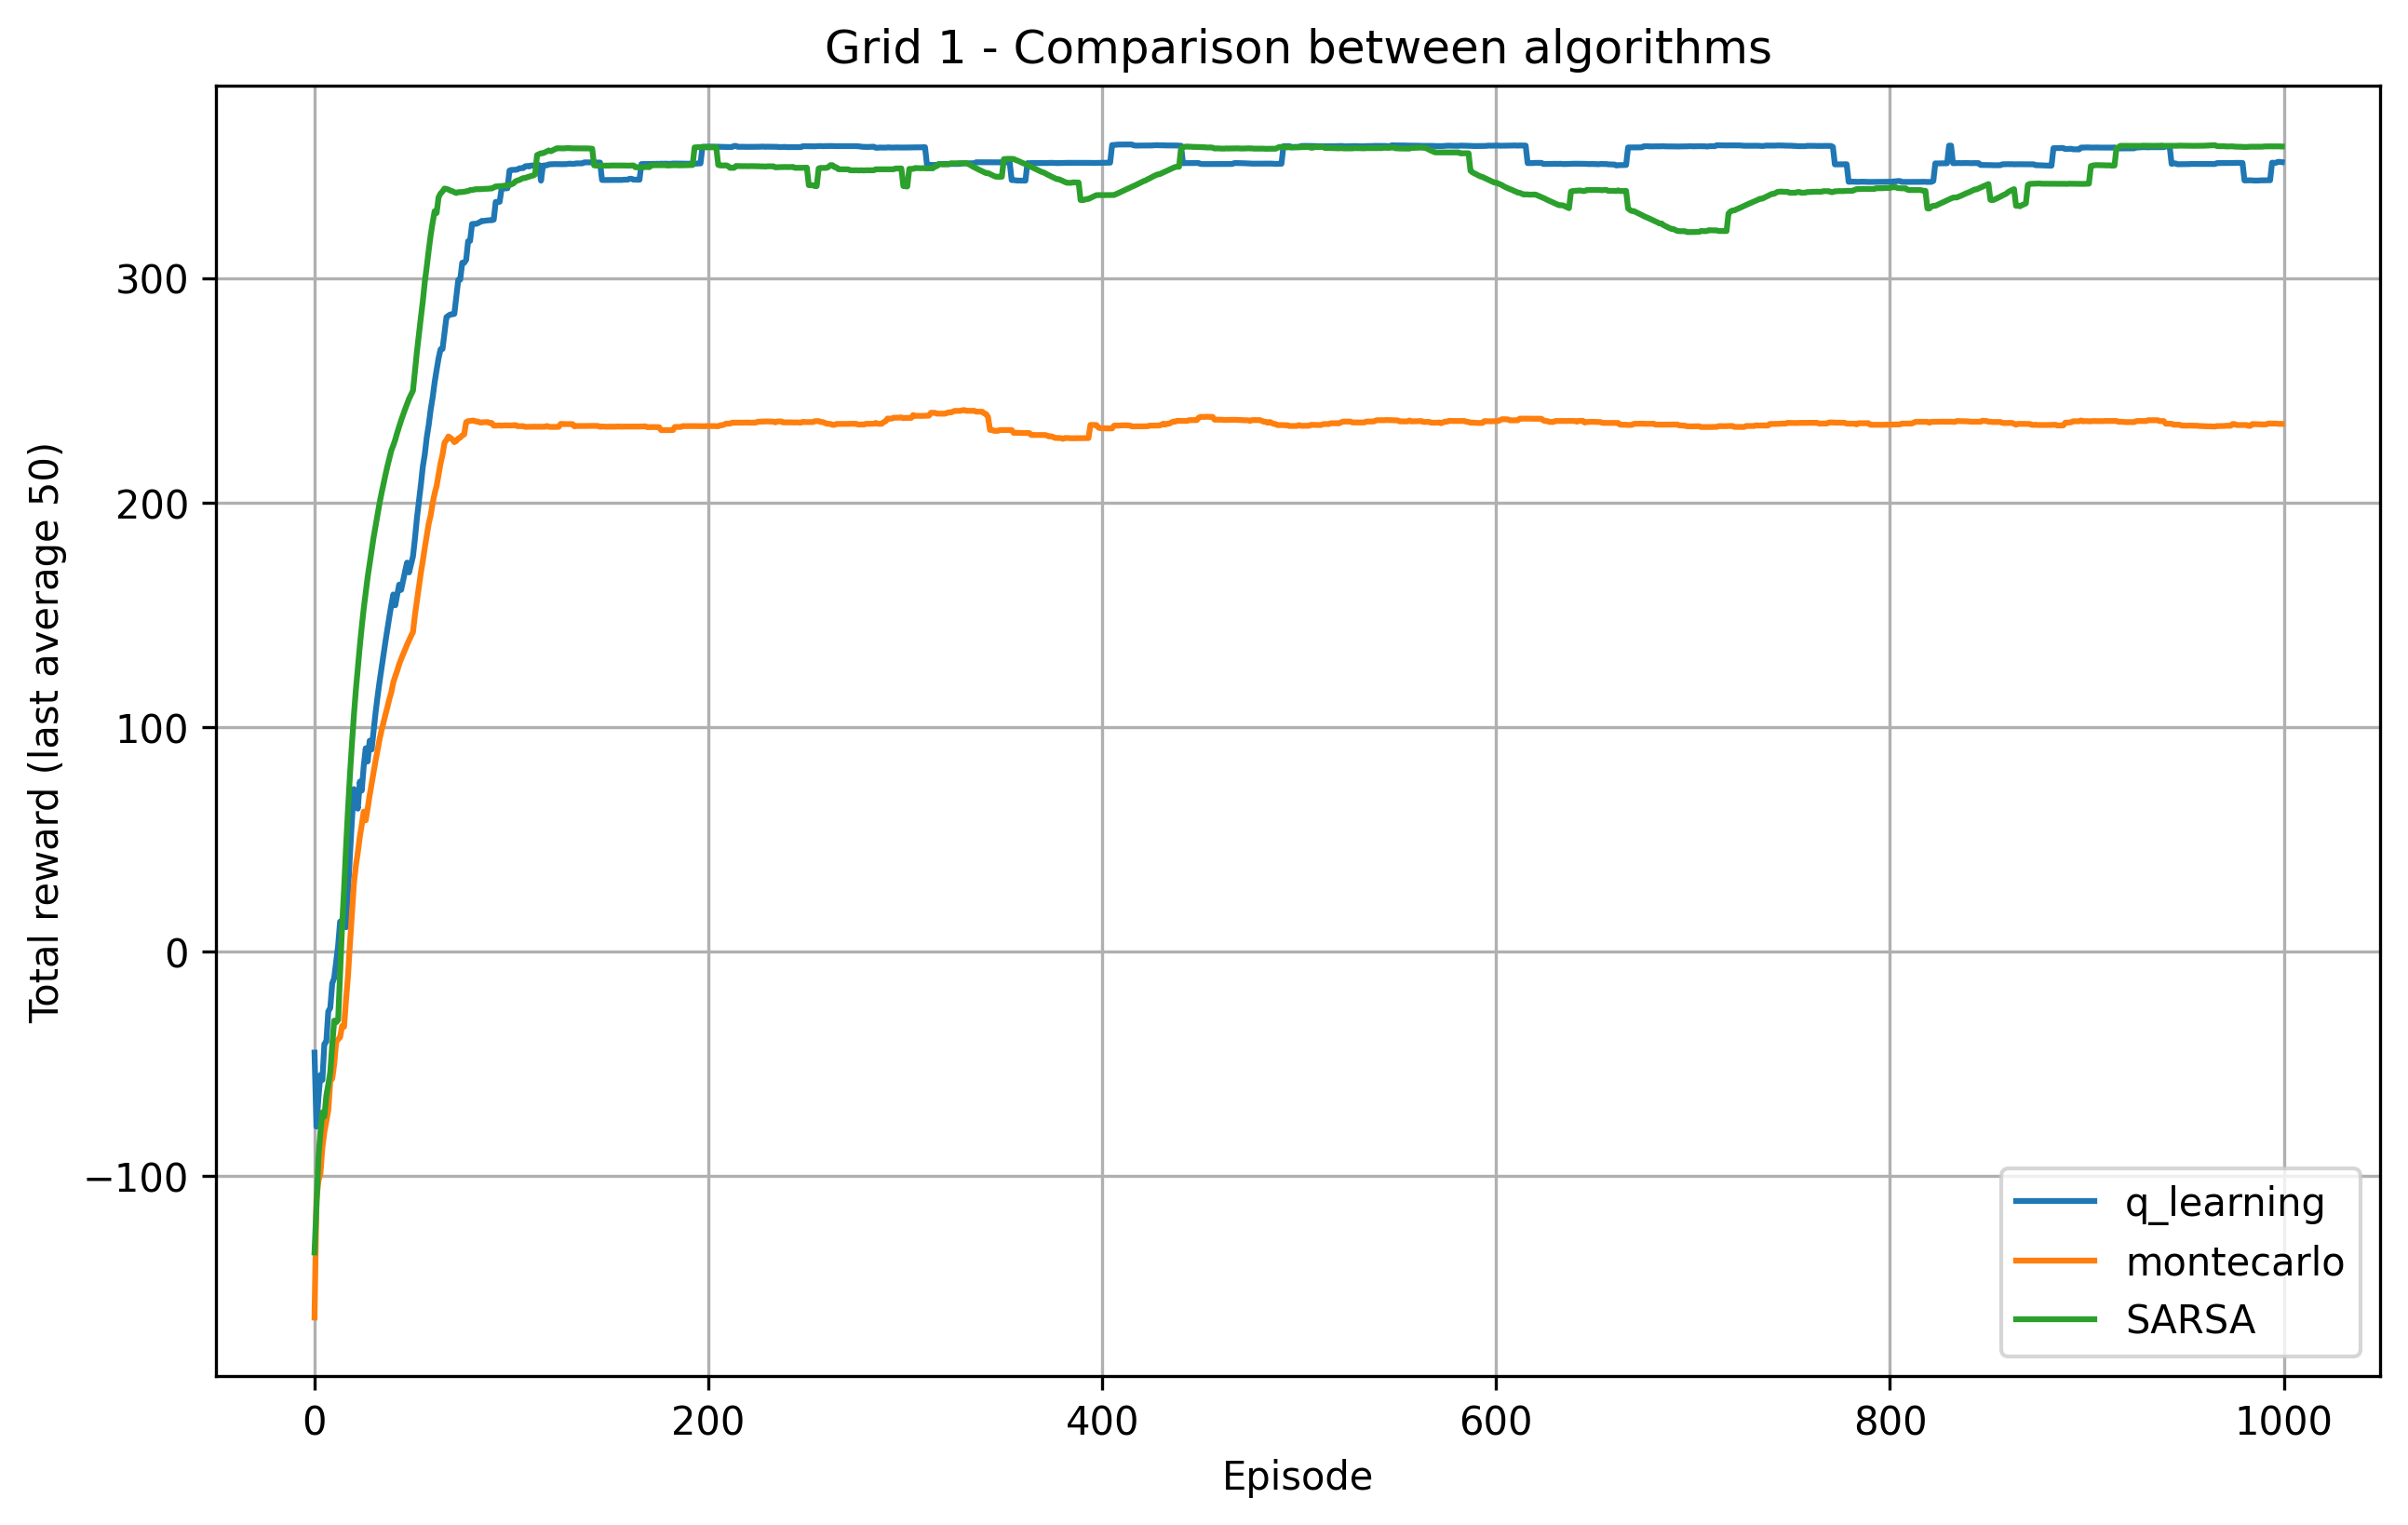 Grid 1 - Comparison between algorithms
Total reward (last average 50)
300
200
100
0
−100
0 200 400 600 800 1000
Episode
q_learning
montecarlo
SARSA